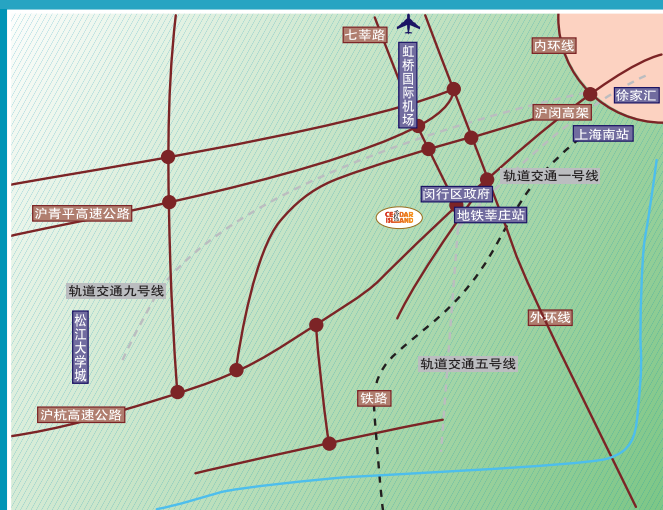 七莘路
虹桥国际机场
内环线
徐家汇
沪闵高架
上海南站
轨道交通一号线
闵行区政府
地铁莘庄站
CEDAR
ISLAND
沪青平高速公路
轨道交通九号线
松江大学城
外环线
轨道交通五号线
铁路
沪杭高速公路